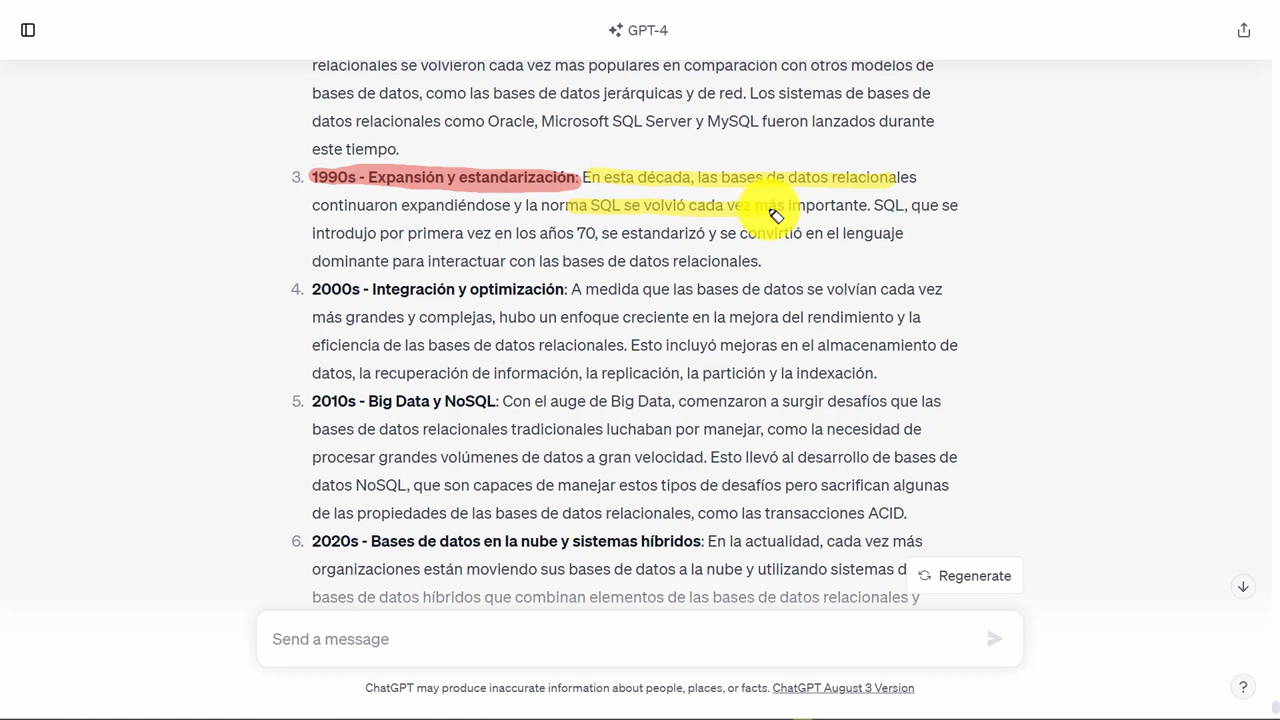 GPT-4
relacionales se volvieron cada vez más populares en comparación con otros modelos de
bases de datos, como las bases de datos jerárquicas y de red. Los sistemas de bases de
datos relacionales como Oracle, Microsoft SQL Server y MySQL fueron lanzados durante
este tiempo.
3. 1990s - Expansión y estandarización: En esta década, las bases de datos relacionales
continuaron expandiéndose y la norma SQL se volvió cada vez más importante. SQL, que se
introdujo por primera vez en los años 70, se estandarizó y se convirtió en el lenguaje
dominante para interactuar con las bases de datos relacionales.
4. 2000s - Integración y optimización: A medida que las bases de datos se volvían cada vez
más grandes y complejas, hubo un enfoque creciente en la mejora del rendimiento y la
eficiencia de las bases de datos relacionales. Esto incluyó mejoras en el almacenamiento de
datos, la recuperación de información, la replicación, la partición y la indexación.
5. 2010s - Big Data y NoSQL: Con el auge de Big Data, comenzaron a surgir desafíos que las
bases de datos relacionales tradicionales luchaban por manejar, como la necesidad de
procesar grandes volúmenes de datos a gran velocidad. Esto llevó al desarrollo de bases de
datos NoSQL, que son capaces de manejar estos tipos de desafíos pero sacrifican algunas
de las propiedades de las bases de datos relacionales, como las transacciones ACID.
6. 2020s - Bases de datos en la nube y sistemas híbridos: En la actualidad, cada vez más
organizaciones están moviendo sus bases de datos a la nube y utilizando sistemas
bases de datos híbridos que combinan elementos de las bases de datos relacionales y
Regenerate
Send a message
ChatGPT may produce inaccurate information about people, places, or facts. ChatGPT August 3 Version
?